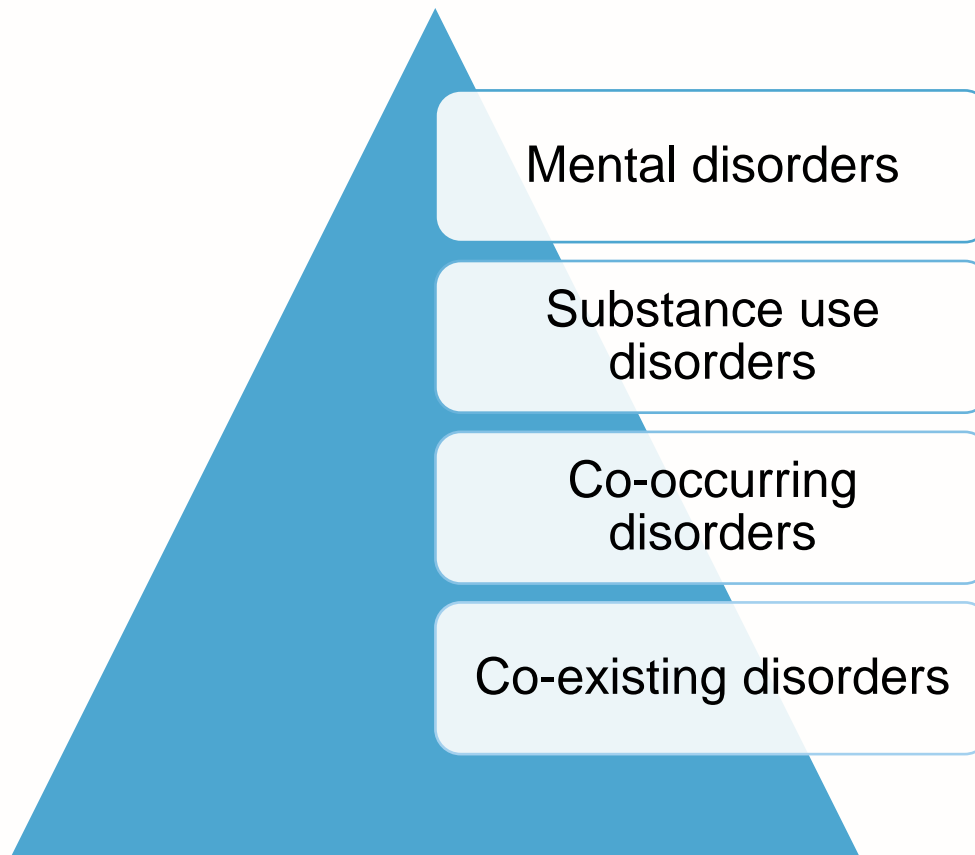 Mental disorders
Substance use
disorders
Co-occurring
disorders
Co-existing disorders